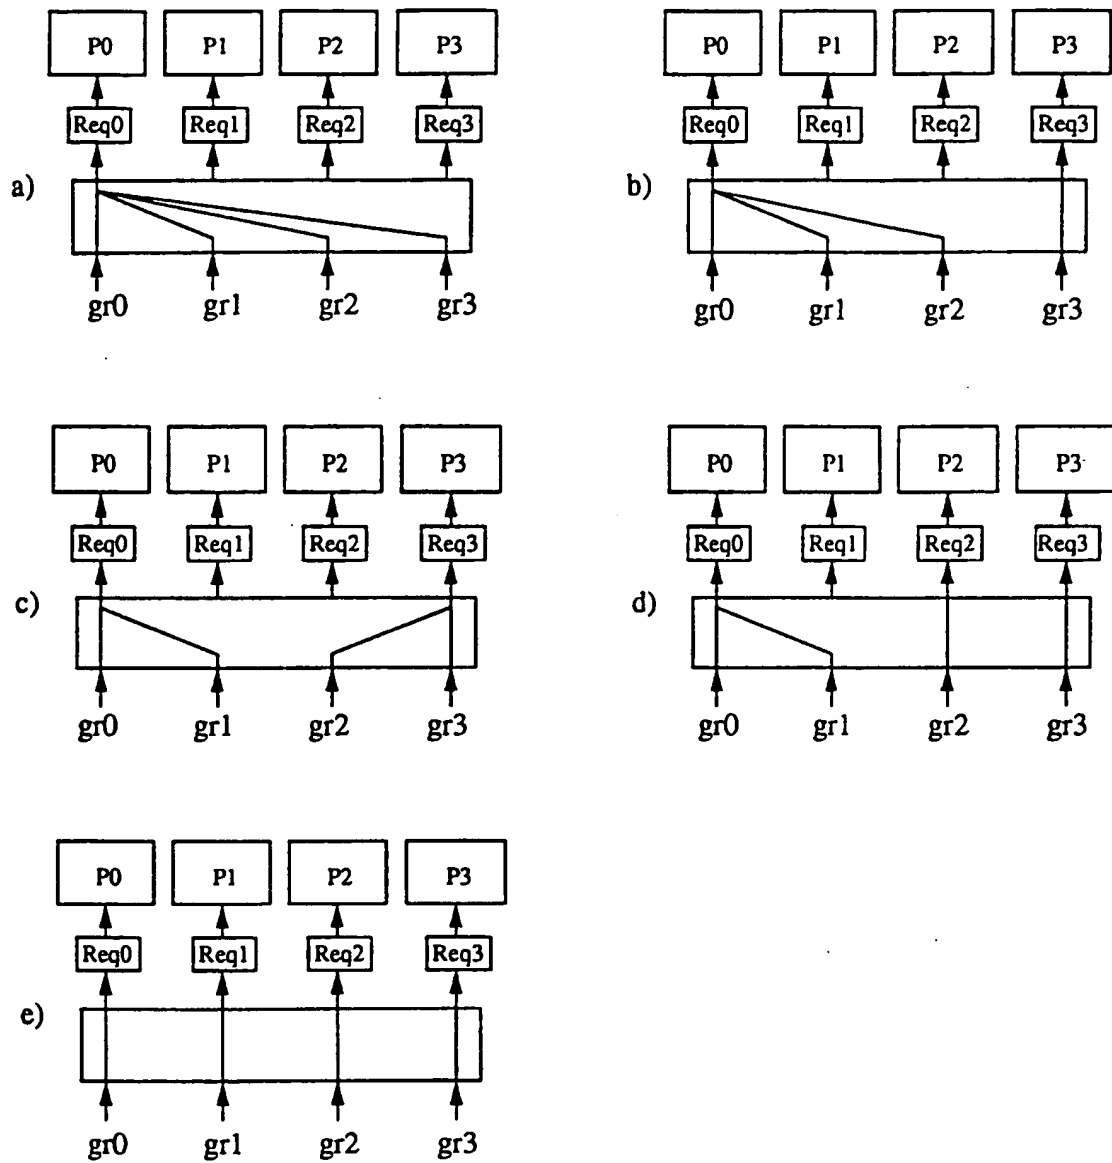 P0 P1 P2 P3
Req0 Req1 Req2 Req3
a)
gr0 gr1 gr2 gr3
P0 P1 P2 P3
Req0 Req1 Req2 Req3
b)
gr0 gr1 gr2 gr3
P0 P1 P2 P3
Req0 Req1 Req2 Req3
c)
gr0 gr1 gr2 gr3
P0 P1 P2 P3
Req0 Req1 Req2 Req3
d)
gr0 gr1 gr2 gr3
P0 P1 P2 P3
Req0 Req1 Req2 Req3
e)
gr0 gr1 gr2 gr3